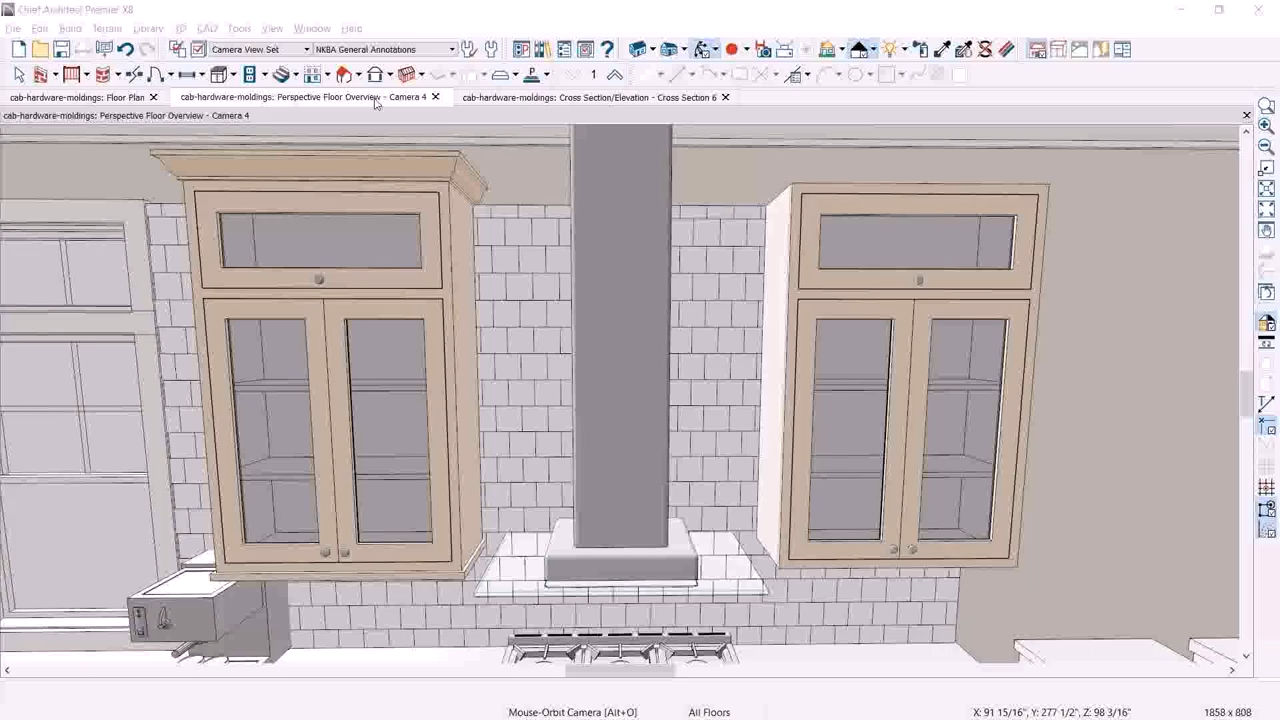 Chief Architect Premier X8
File Edit Build Terrain Library 3D CAD Tools View Window Help
Camera View Set NKBA General Annotations
1
cab-hardware-moldings: Floor Plan cab-hardware-moldings: Perspective Floor Overview - Camera 4 cab-hardware-moldings: Cross Section/Elevation - Cross Section 6
cab-hardware-moldings: Perspective Floor Overview - Camera 4
Mouse-Orbit Camera [Alt+O] All Floors X: 91 15/16", Y: 277 1/2", Z: 98 3/16" 1858 x 808